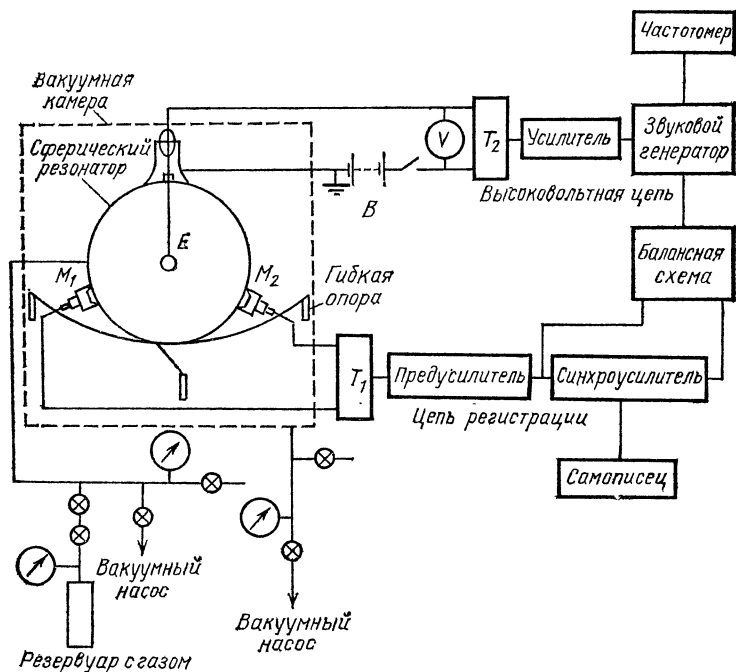 Частотомер
Вакуумная
камера
Сферический
резонатор
V
T2
Усилитель
Звуковой
генератор
В
Высоковольтная цепь
E
M1
M2
Гибкая
опора
Балансная
схема
T1
Предусилитель
Синхроусилитель
Цепь регистрации
Самописец
Вакуумный
насос
Вакуумный
насос
Резервуар с газом